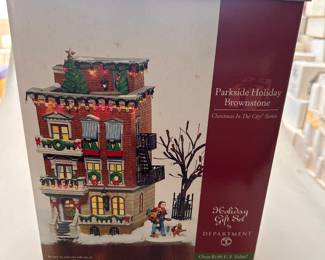 Parkside Holiday
Brownstone
Christmas In The City® Series
Holiday
Gift Set
DEPARTMENT